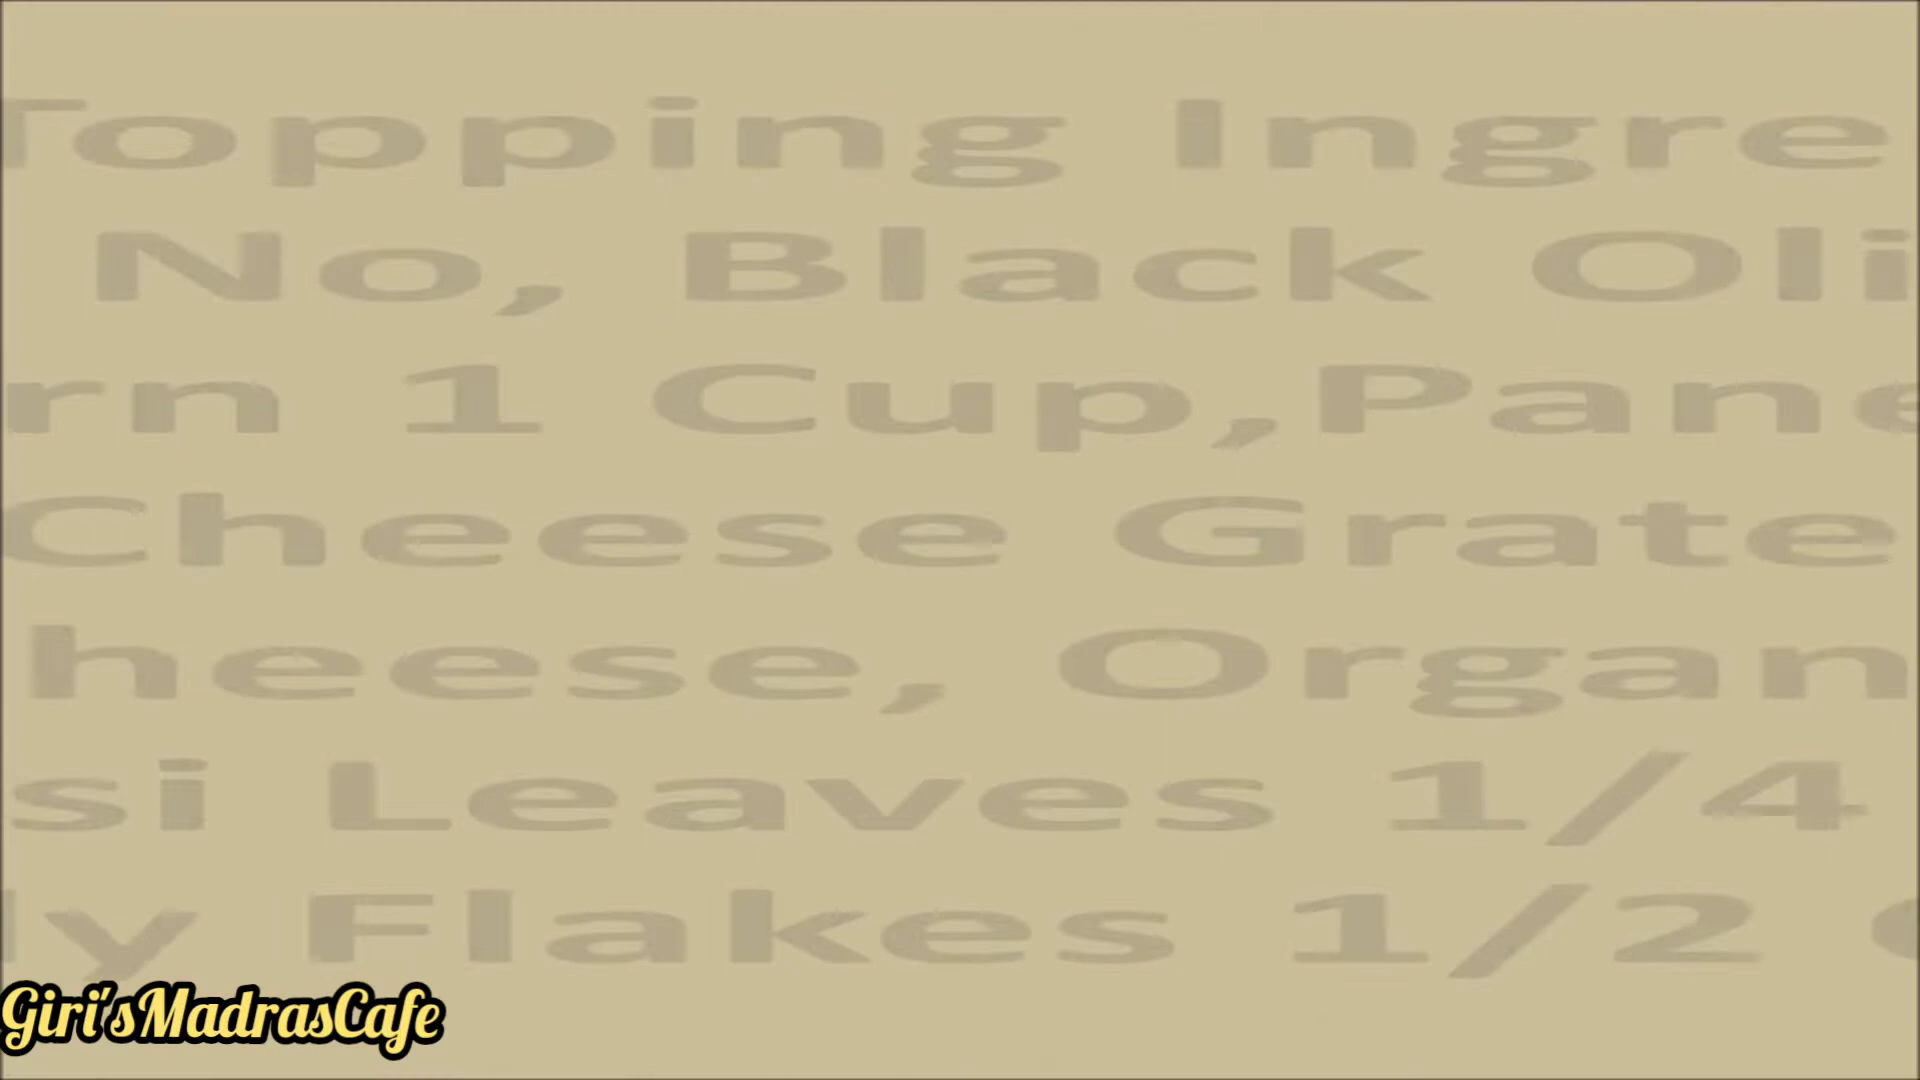 Topping Ingre
No, Black Oli
rn 1 Cup,Pane
Cheese Grate
heese, Organ
si Leaves 1/4
ly Flakes 1/2
Giri'sMadrasCafe